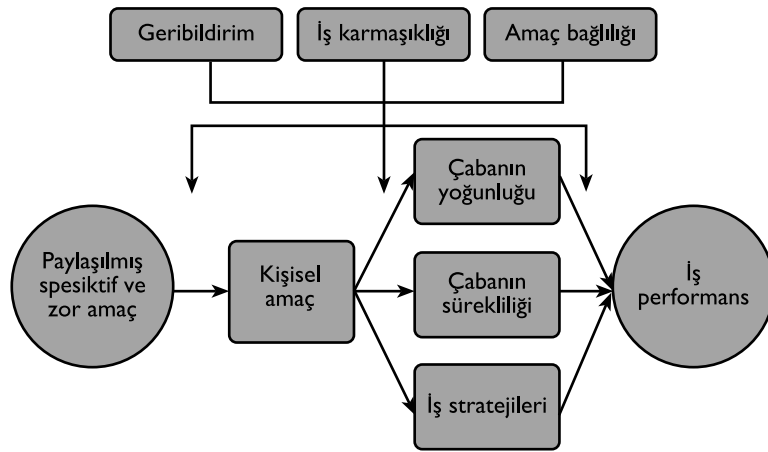 Geribildirim
İş karmaşıklığı
Amaç bağlılığı
Çabanın
yoğunluğu
Paylaşılmış
spesiktif ve
zor amaç
Kişisel
amaç
Çabanın
sürekliliği
İş
performans
İş stratejileri